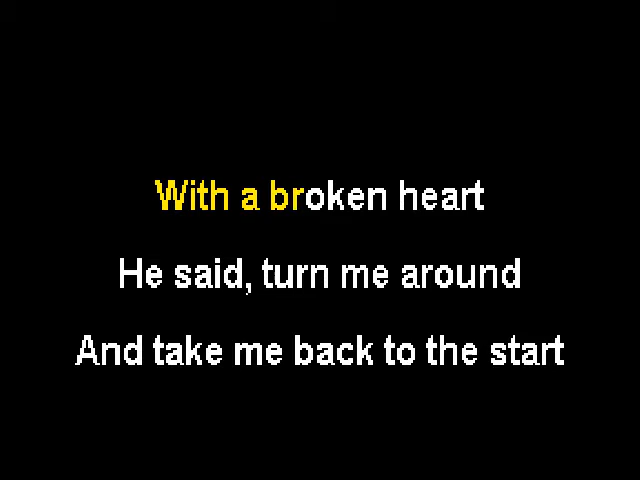 With a broken heart
He said, turn me around
And take me back to the start